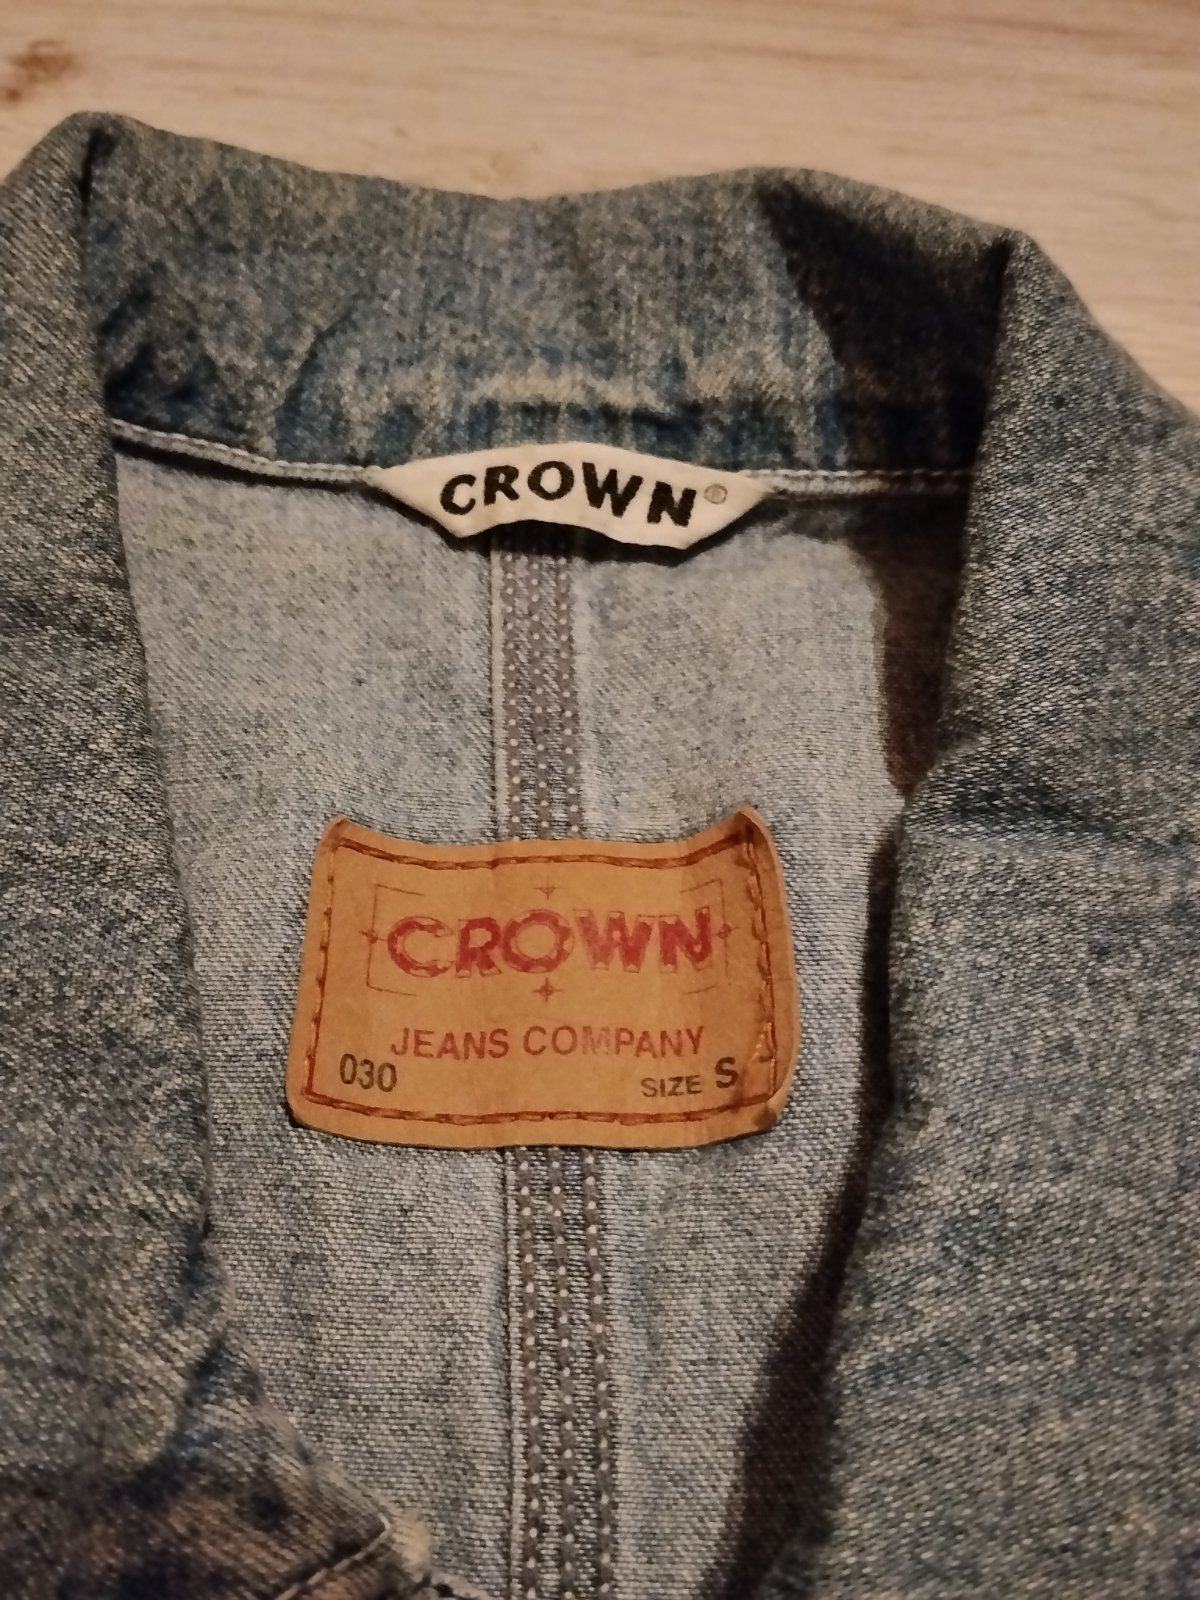 CROWN®
CROWN
JEANS COMPANY
030
SIZE S